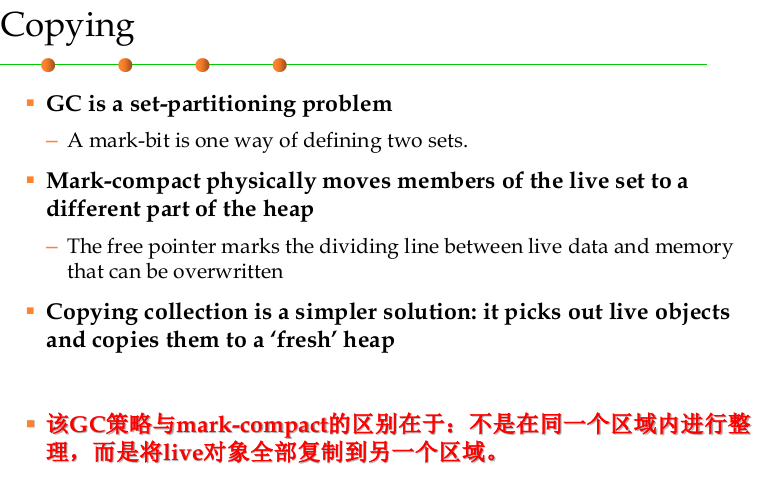 Copying
GC is a set-partitioning problem
– A mark-bit is one way of defining two sets.
Mark-compact physically moves members of the live set to a
different part of the heap
– The free pointer marks the dividing line between live data and memory
that can be overwritten
Copying collection is a simpler solution: it picks out live objects
and copies them to a ‘fresh’ heap
该GC策略与mark-compact的区别在于：不是在同一个区域内进行整
理，而是将live对象全部复制到另一个区域。